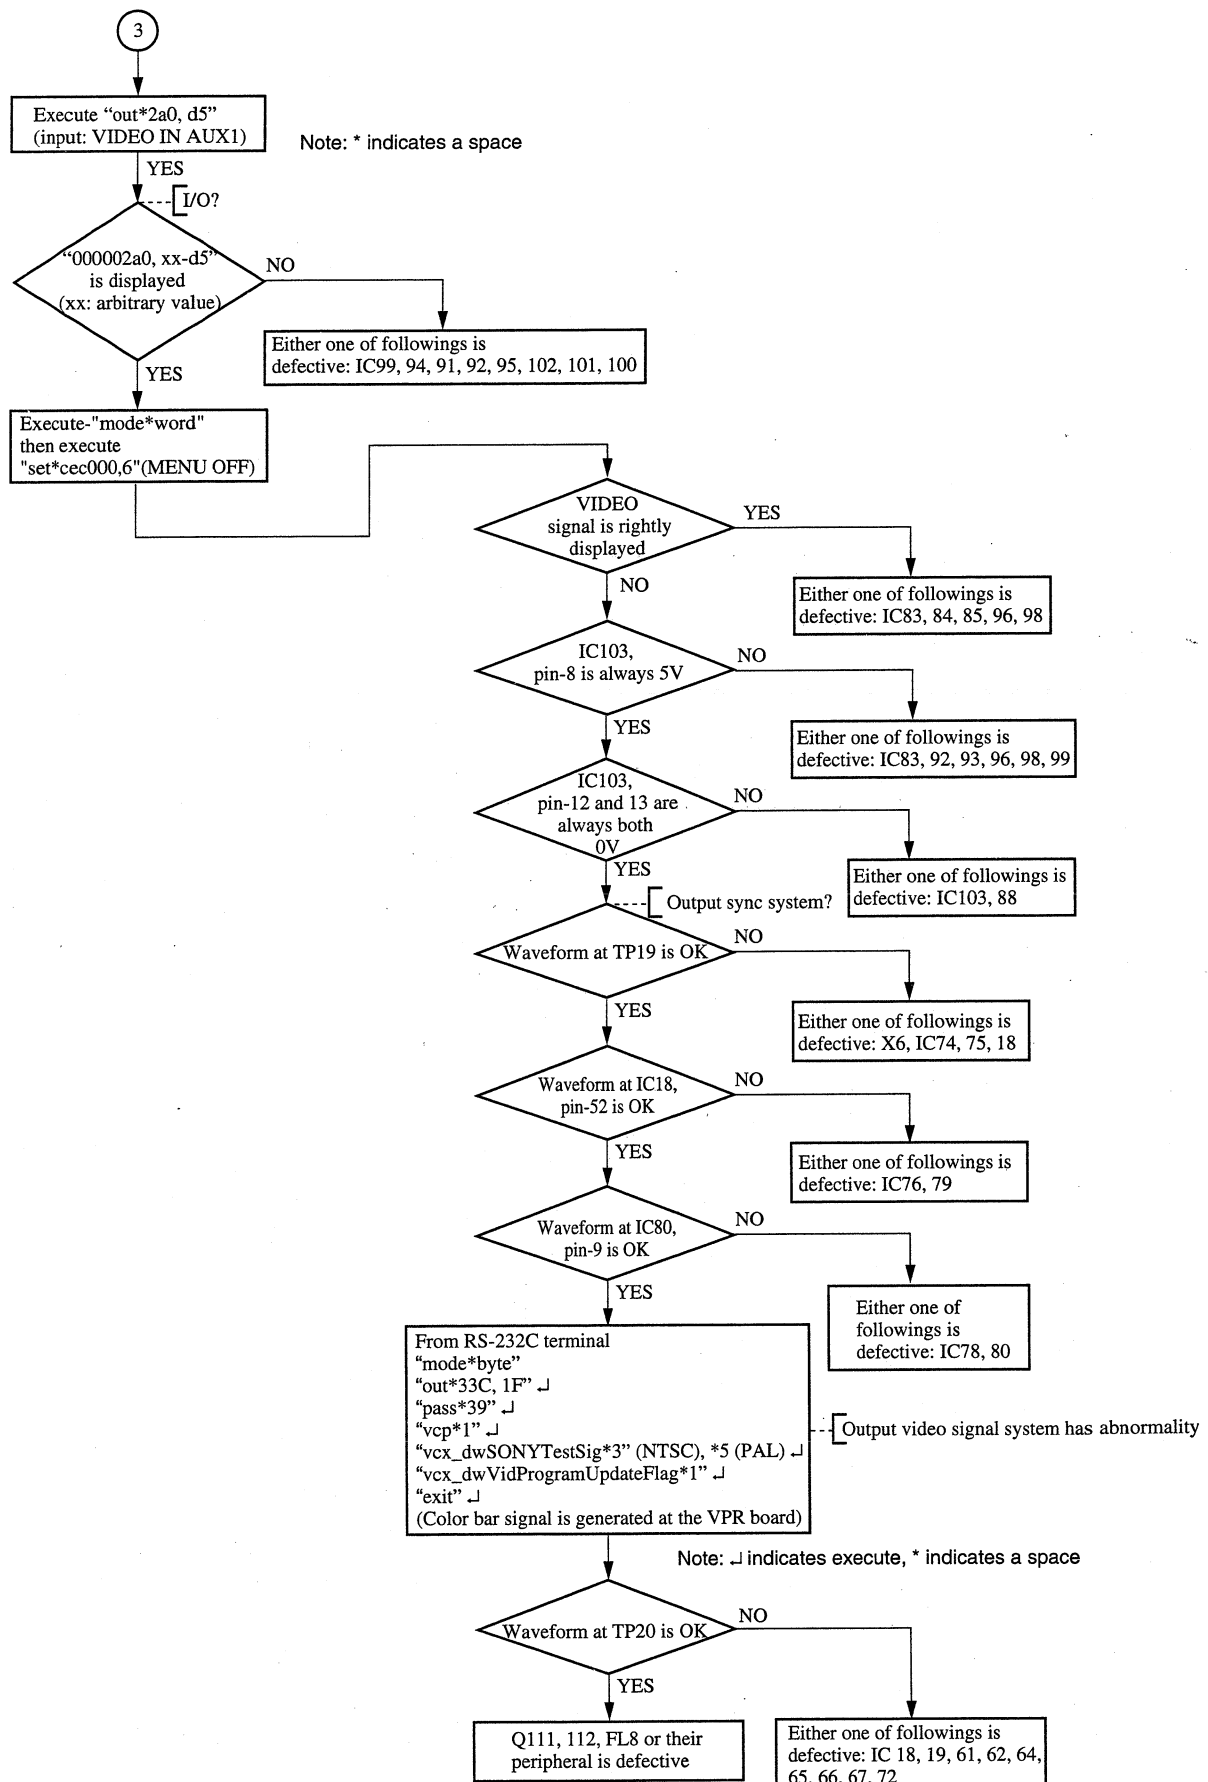 3
Execute “out*2a0, d5”
(input: VIDEO IN AUX1)
Note: * indicates a space
YES
I/O?
“000002a0, xx-d5”
is displayed
(xx: arbitrary value)
NO
Either one of followings is
defective: IC99, 94, 91, 92, 95, 102, 101, 100
YES
Execute-"mode*word"
then execute
"set*cec000,6"(MENU OFF)
VIDEO
signal is rightly
displayed
YES
Either one of followings is
defective: IC83, 84, 85, 96, 98
NO
IC103,
pin-8 is always 5V
NO
Either one of followings is
defective: IC83, 92, 93, 96, 98, 99
YES
IC103,
pin-12 and 13 are
always both
0V
NO
Either one of followings is
defective: IC103, 88
YES
Output sync system?
Waveform at TP19 is OK
NO
Either one of followings is
defective: X6, IC74, 75, 18
YES
Waveform at IC18,
pin-52 is OK
NO
Either one of followings is
defective: IC76, 79
YES
Waveform at IC80,
pin-9 is OK
NO
Either one of
followings is
defective: IC78, 80
YES
From RS-232C terminal
“mode*byte”
“out*33C, 1F” ↵
“pass*39” ↵
“vcp*1” ↵
“vcx_dwSONYTestSig*3” (NTSC), *5 (PAL) ↵
“vcx_dwVidProgramUpdateFlag*1” ↵
“exit” ↵
(Color bar signal is generated at the VPR board)
Output video signal system has abnormality
Note: ↵ indicates execute, * indicates a space
Waveform at TP20 is OK
NO
YES
Q111, 112, FL8 or their
peripheral is defective
Either one of followings is
defective: IC 18, 19, 61, 62, 64,
65, 66, 67, 72